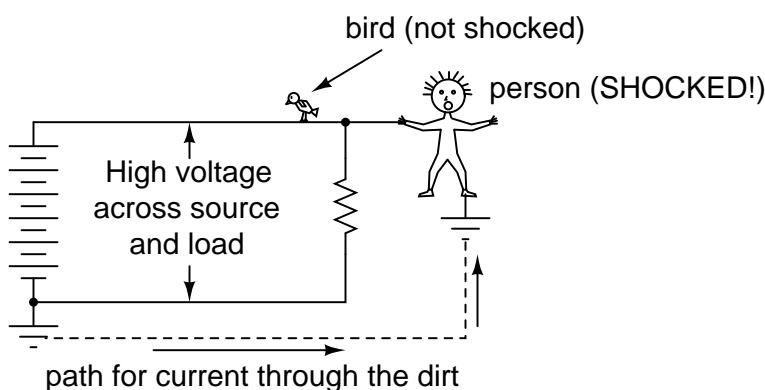 bird (not shocked)
person (SHOCKED!)
High voltage
across source
and load
path for current through the dirt